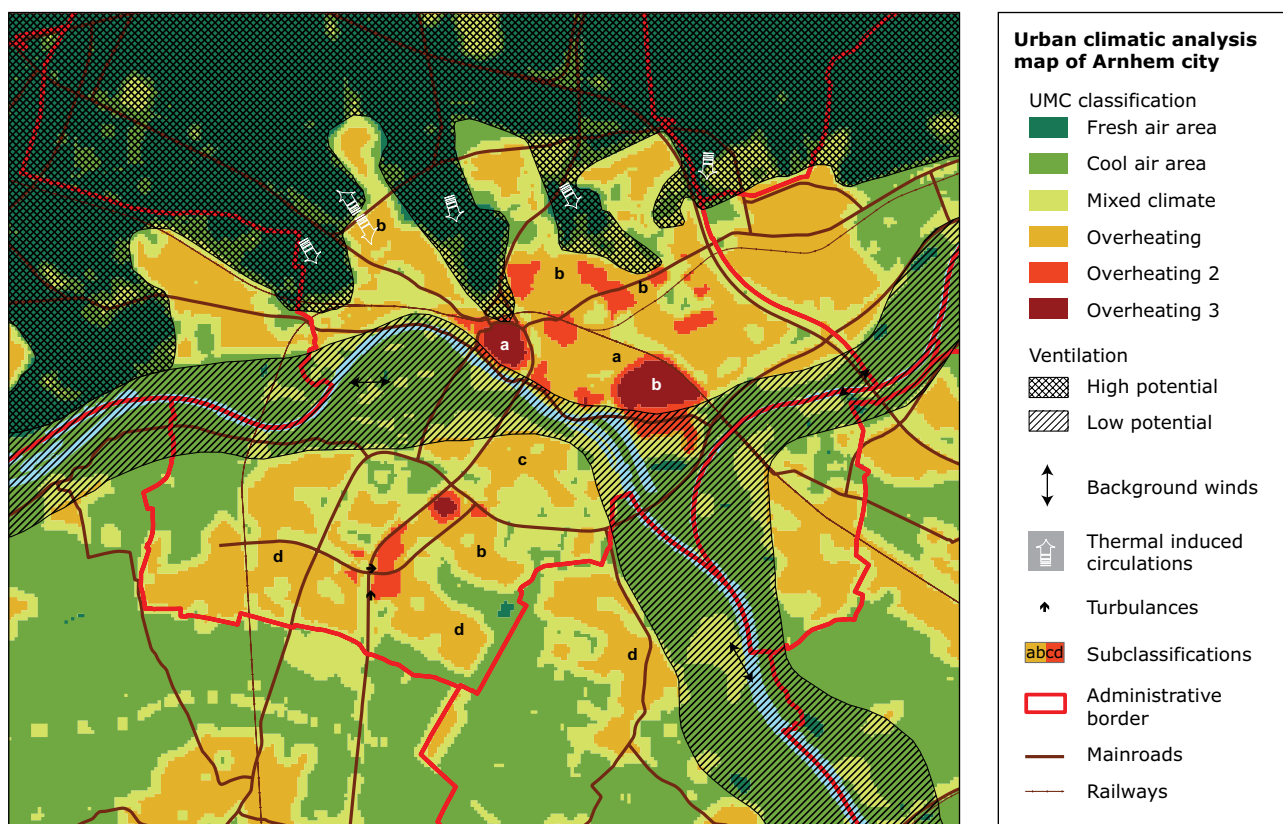 b
b
b
a
a
b
c
b
d
d
d
Urban climatic analysis
map of Arnhem city
UMC classification
Fresh air area
Cool air area
Mixed climate
Overheating
Overheating 2
Overheating 3
Ventilation
High potential
Low potential
Background winds
Thermal induced
circulations
Turbulances
abcd Subclassifications
Administrative
border
Mainroads
Railways